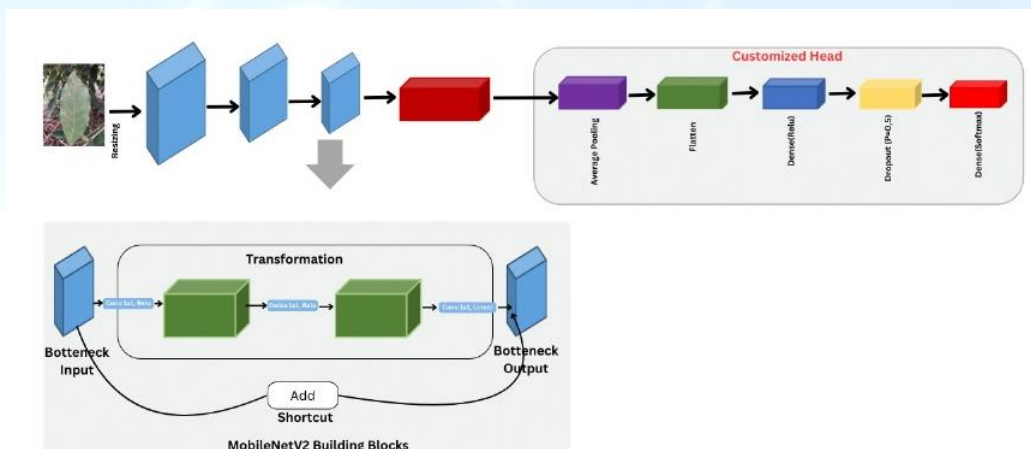 Customized Head
Resizing
Average Pooling
Flatten
Dense(Relu)
Dropout (P=0,5)
Dense(Softmax)
Transformation
Botteneck
Input
Botteneck
Output
Add
Shortcut
MobileNetV2 Building Blocks